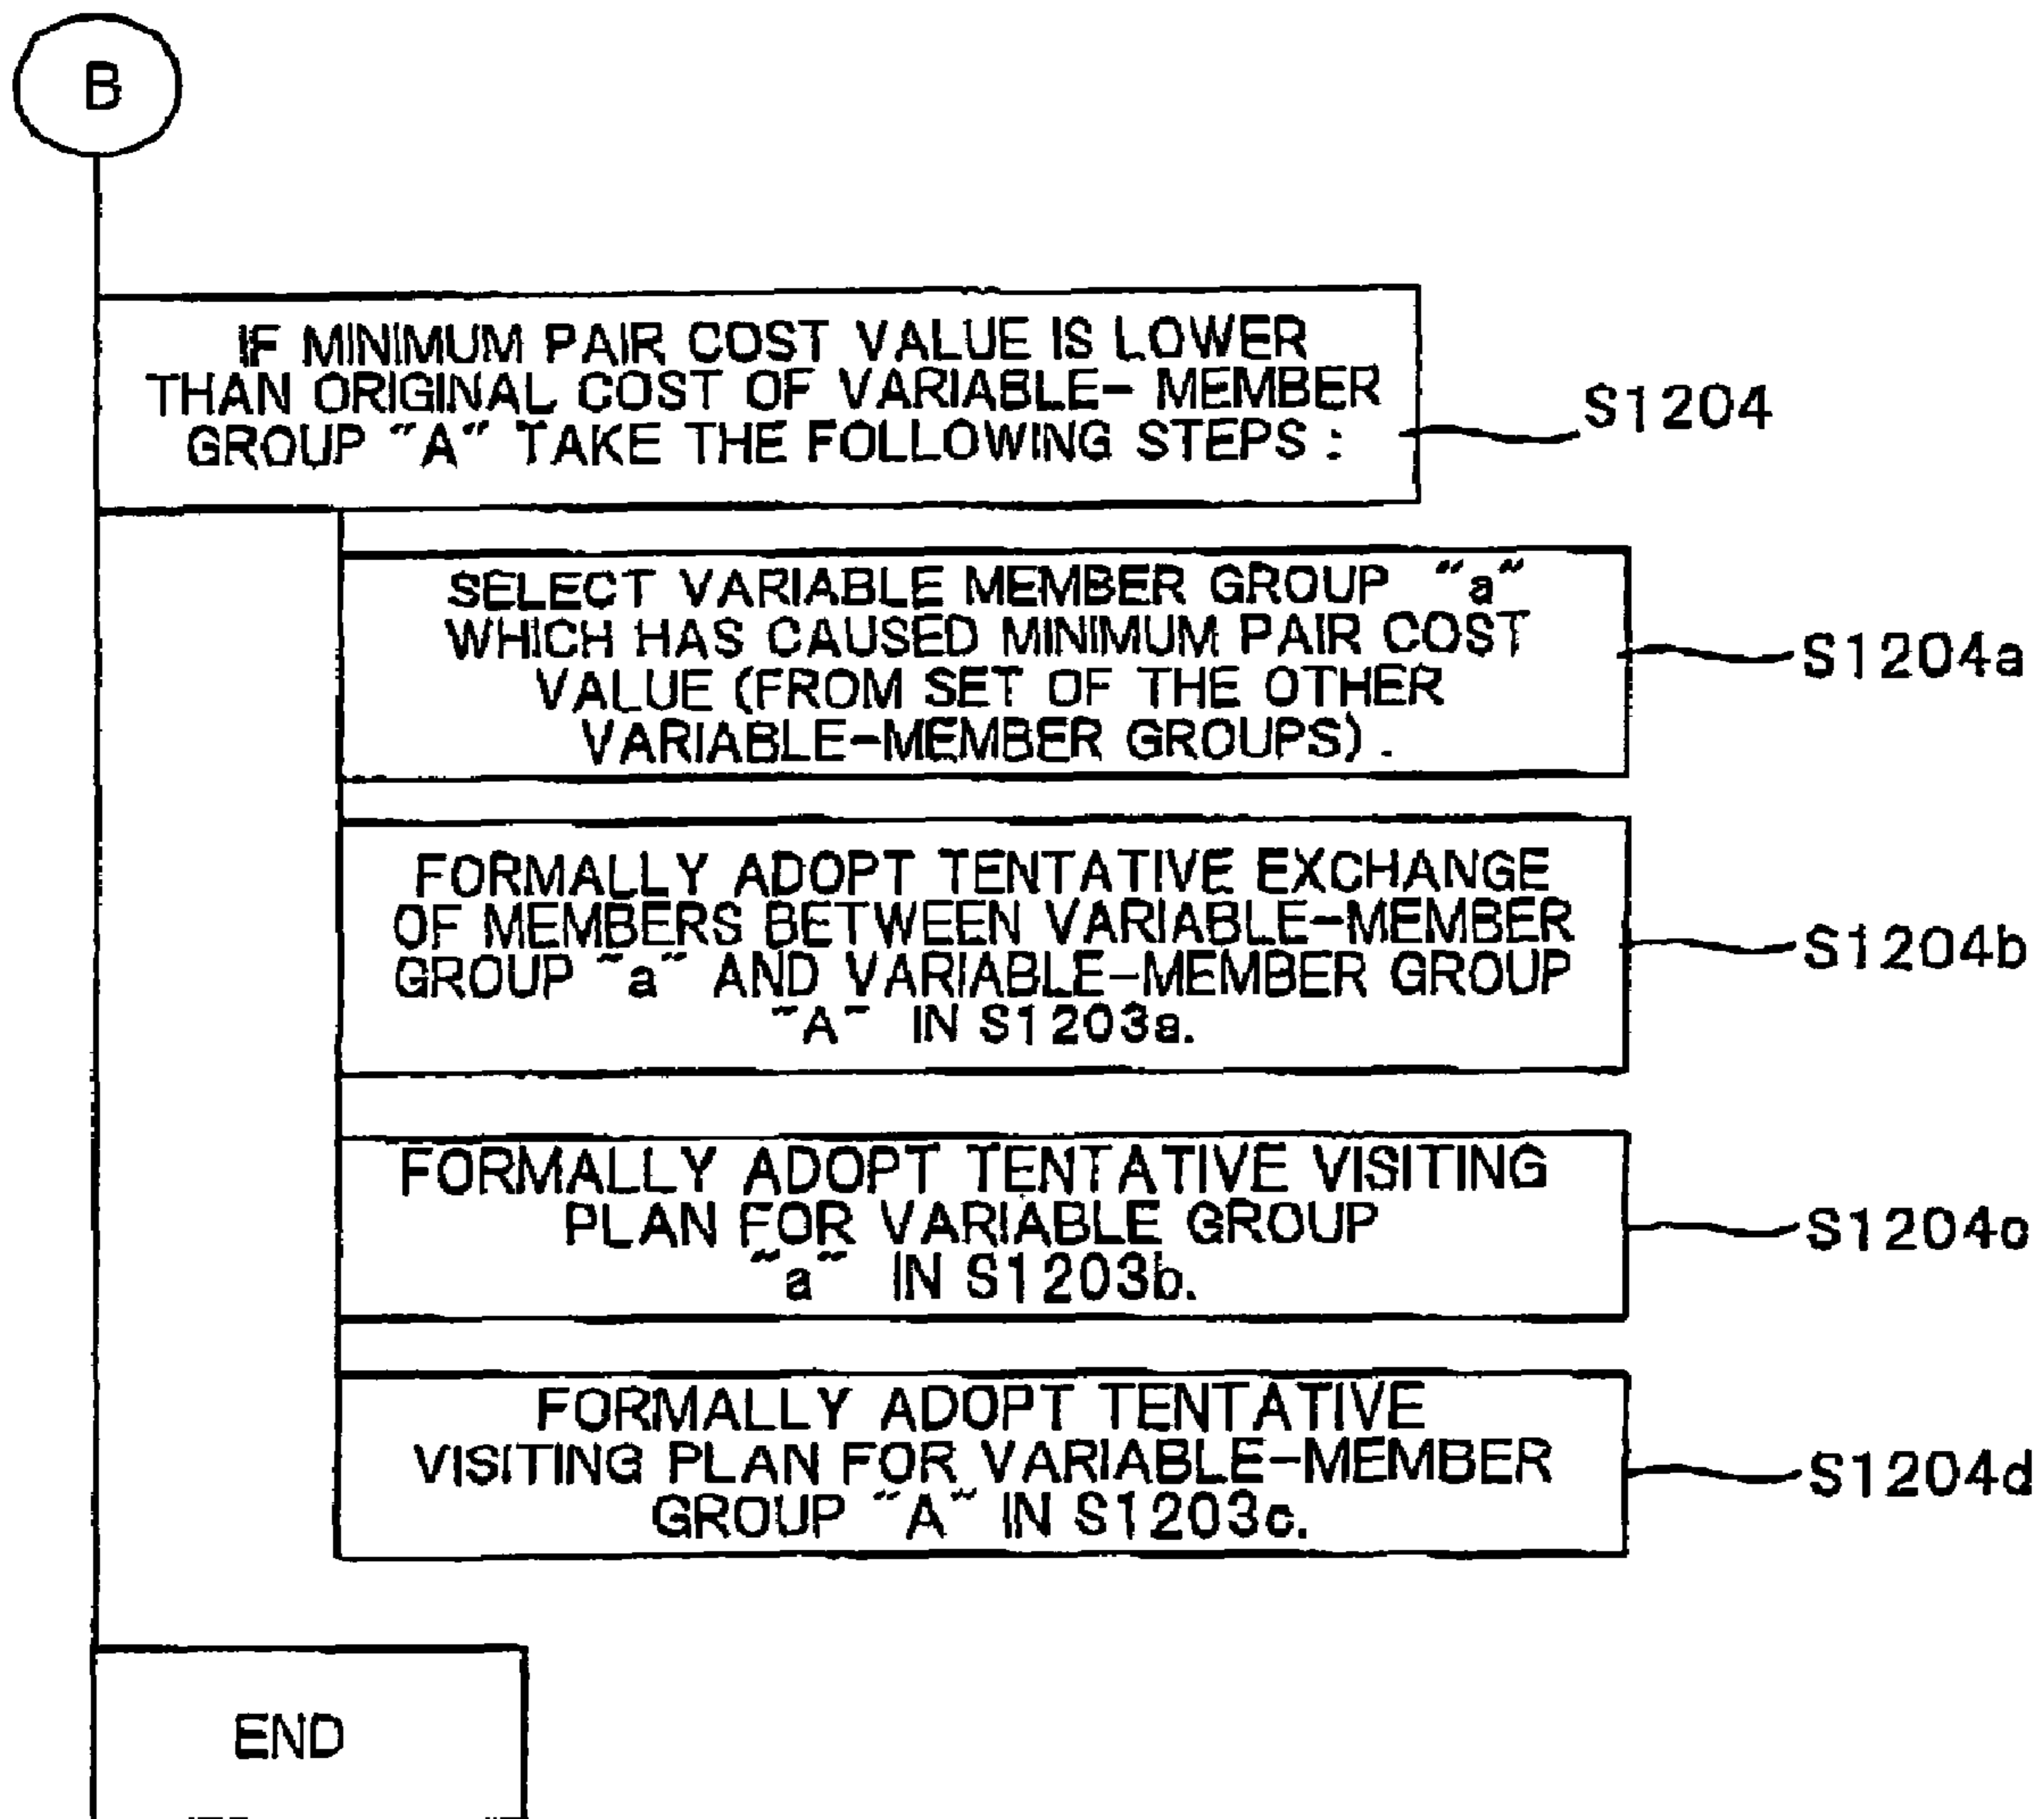 B
IF MINIMUM PAIR COST VALUE IS LOWER
THAN ORIGINAL COST OF VARIABLE- MEMBER
GROUP "A" TAKE THE FOLLOWING STEPS :
S1204
SELECT VARIABLE MEMBER GROUP "a"
WHICH HAS CAUSED MINIMUM PAIR COST
VALUE (FROM SET OF THE OTHER
VARIABLE-MEMBER GROUPS) .
S1204a
FORMALLY ADOPT TENTATIVE EXCHANGE
OF MEMBERS BETWEEN VARIABLE-MEMBER
GROUP "a" AND VARIABLE-MEMBER GROUP
"A" IN S1203a.
S1204b
FORMALLY ADOPT TENTATIVE VISITING
PLAN FOR VARIABLE GROUP
"a" IN S1203b.
S1204c
FORMALLY ADOPT TENTATIVE
VISITING PLAN FOR VARIABLE-MEMBER
GROUP "A" IN S1203c.
S1204d
END